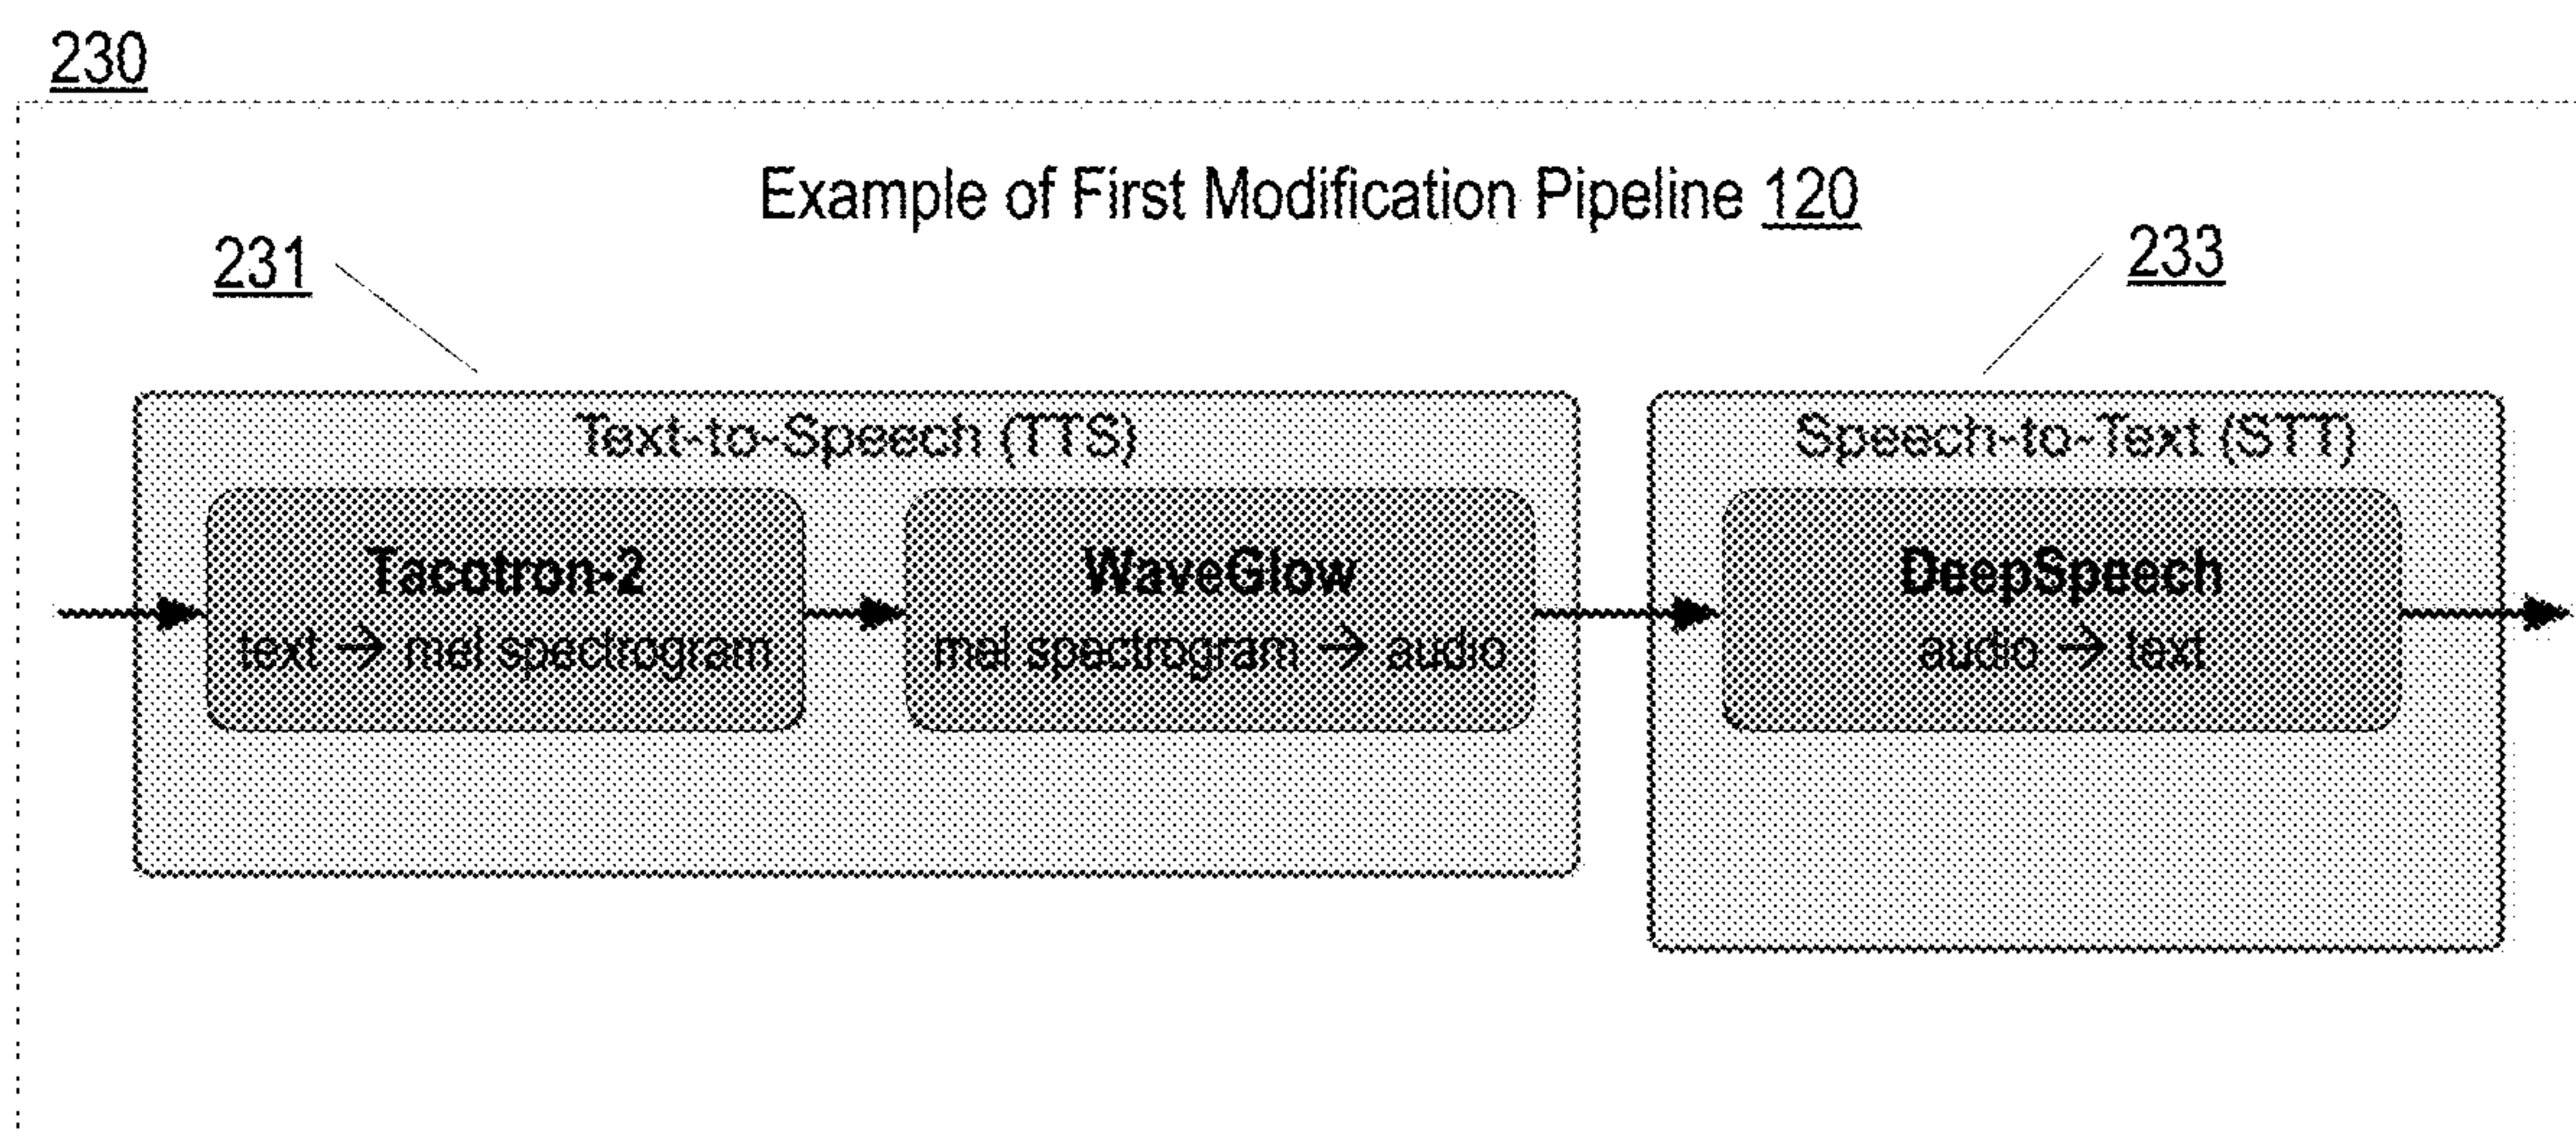 230
Example of First Modification Pipeline 120
231
233
Text-to-Speech (TTS)
Speech-to-Text (STT)
Tacotron-2
text → mel spectrogram
WaveGlow
mel spectrogram → audio
DeepSpeech
audio → text